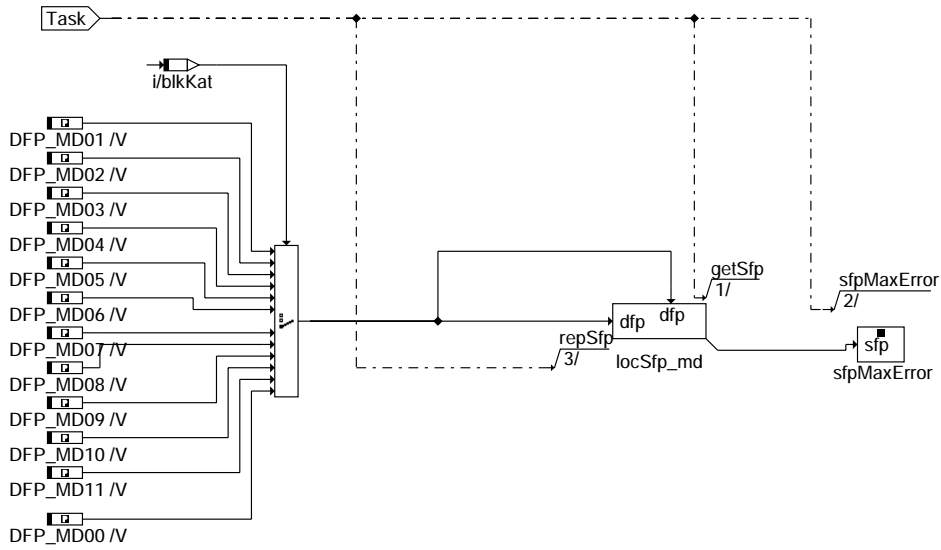 Task
i/blkKat
DFP_MD01 /V
DFP_MD02 /V
DFP_MD03 /V
DFP_MD04 /V
DFP_MD05 /V
DFP_MD06 /V
DFP_MD07 /V
DFP_MD08 /V
DFP_MD09 /V
DFP_MD10 /V
DFP_MD11 /V
DFP_MD00 /V
getSfp
1/
sfpMaxError
2/
dfp
dfp
repSfp
3/
locSfp_md
sfp
sfpMaxError